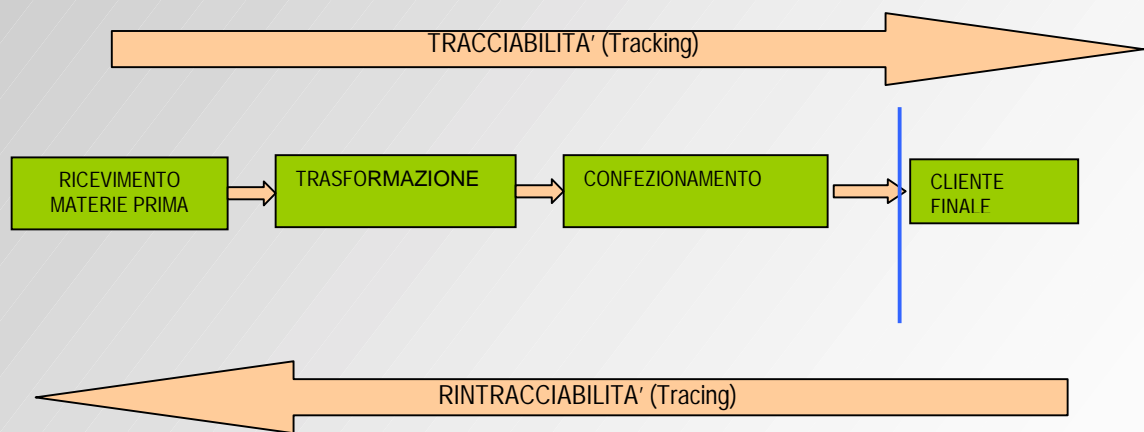 TRACCIABILITA’ (Tracking)
RICEVIMENTO
MATERIE PRIMA
TRASFORMAZIONE
CONFEZIONAMENTO
CLIENTE
FINALE
RINTRACCIABILITA’ (Tracing)